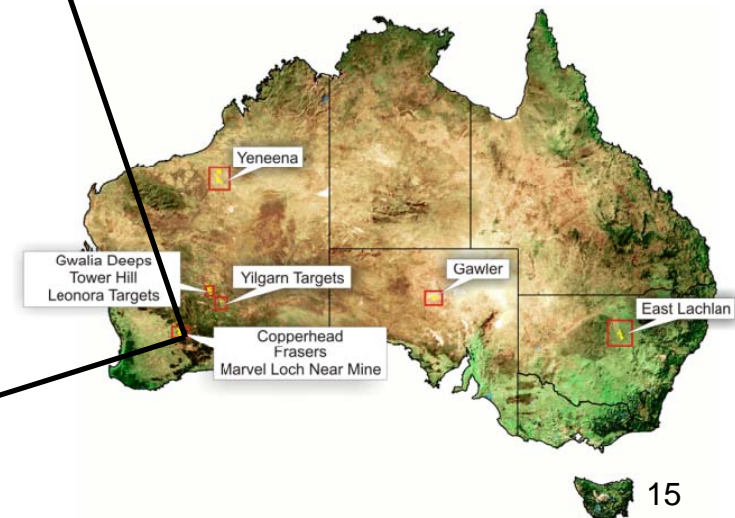 Yeneena
Gwalia Deeps
Tower Hill
Leonora Targets
Yilgarn Targets
Gawler
East Lachlan
Copperhead
Frasers
Marvel Loch Near Mine
15